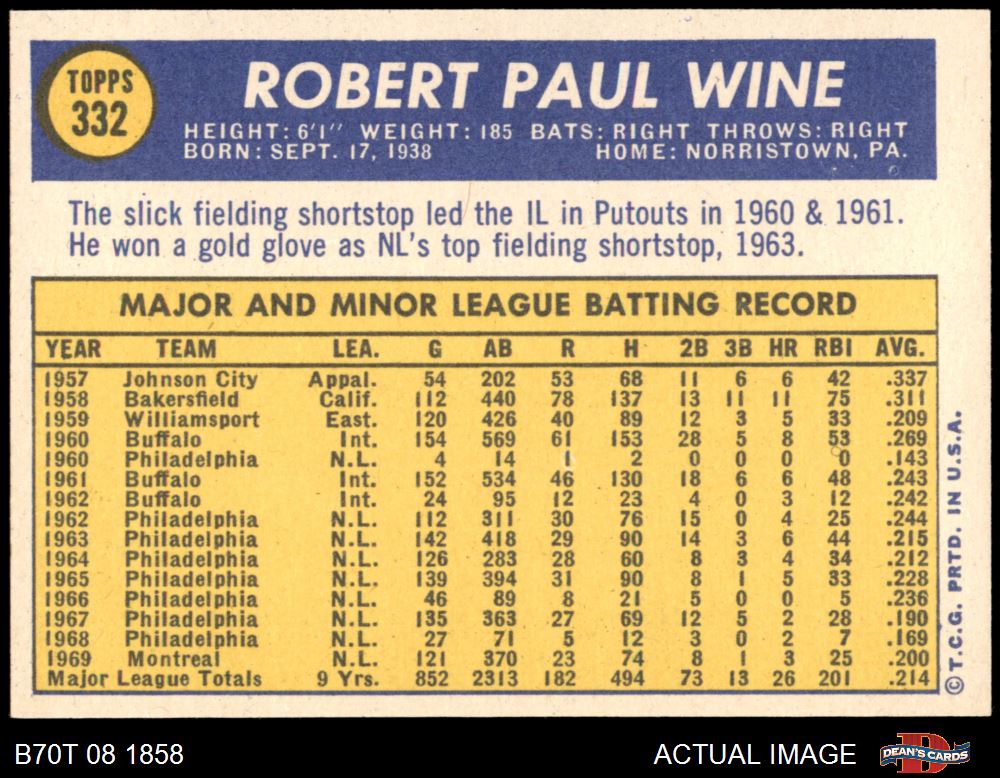 TOPPS
332
ROBERT PAUL WINE
HEIGHT: 6'1" WEIGHT: 185 BATS: RIGHT THROWS: RIGHT
BORN: SEPT. 17, 1938 HOME: NORRISTOWN, PA.
The slick fielding shortstop led the IL in Putouts in 1960 & 1961.
He won a gold glove as NL's top fielding shortstop, 1963.
MAJOR AND MINOR LEAGUE BATTING RECORD
YEAR TEAM LEA. G AB R H 2B 3B HR RBI AVG.
1957 Johnson City Appal. 54 202 53 68 11 6 6 42 .337
1958 Bakersfield Calif. 112 440 78 137 13 11 11 75 .311
1959 Williamsport East. 120 426 40 89 12 3 5 33 .209
1960 Buffalo Int. 154 569 61 153 28 5 8 53 .269
1960 Philadelphia N.L. 4 14 1 2 0 0 0 0 .143
1961 Buffalo Int. 152 534 46 130 18 6 6 48 .243
1962 Buffalo Int. 24 95 12 23 4 0 3 12 .242
1962 Philadelphia N.L. 112 311 30 76 15 0 4 25 .244
1963 Philadelphia N.L. 142 418 29 90 14 3 6 44 .215
1964 Philadelphia N.L. 126 283 28 60 8 3 4 34 .212
1965 Philadelphia N.L. 139 394 31 90 8 1 5 33 .228
1966 Philadelphia N.L. 46 89 8 21 5 0 0 5 .236
1967 Philadelphia N.L. 135 363 27 69 12 5 2 28 .190
1968 Philadelphia N.L. 27 71 5 12 3 0 2 7 .169
1969 Montreal N.L. 121 370 23 74 8 1 3 25 .200
Major League Totals 9 Yrs. 852 2313 182 494 73 13 26 201 .214
© T.C.G. PRTD. IN U.S.A.
B70T 08 1858 ACTUAL IMAGE
DEAN'S CARDS